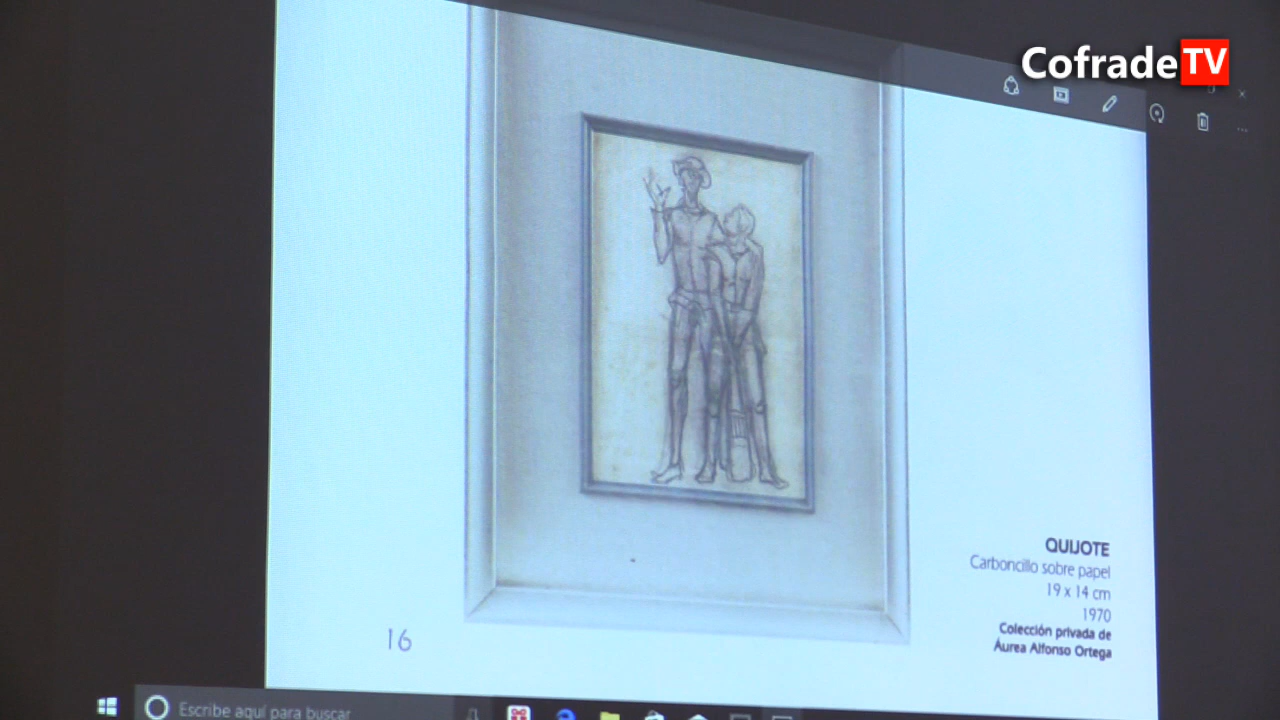 CofradeTV
QUIJOTE
Carboncillo sobre papel
19 x 14 cm
1970
Colección privada de
Áurea Alfonso Ortega
16
Escribe aquí para buscar